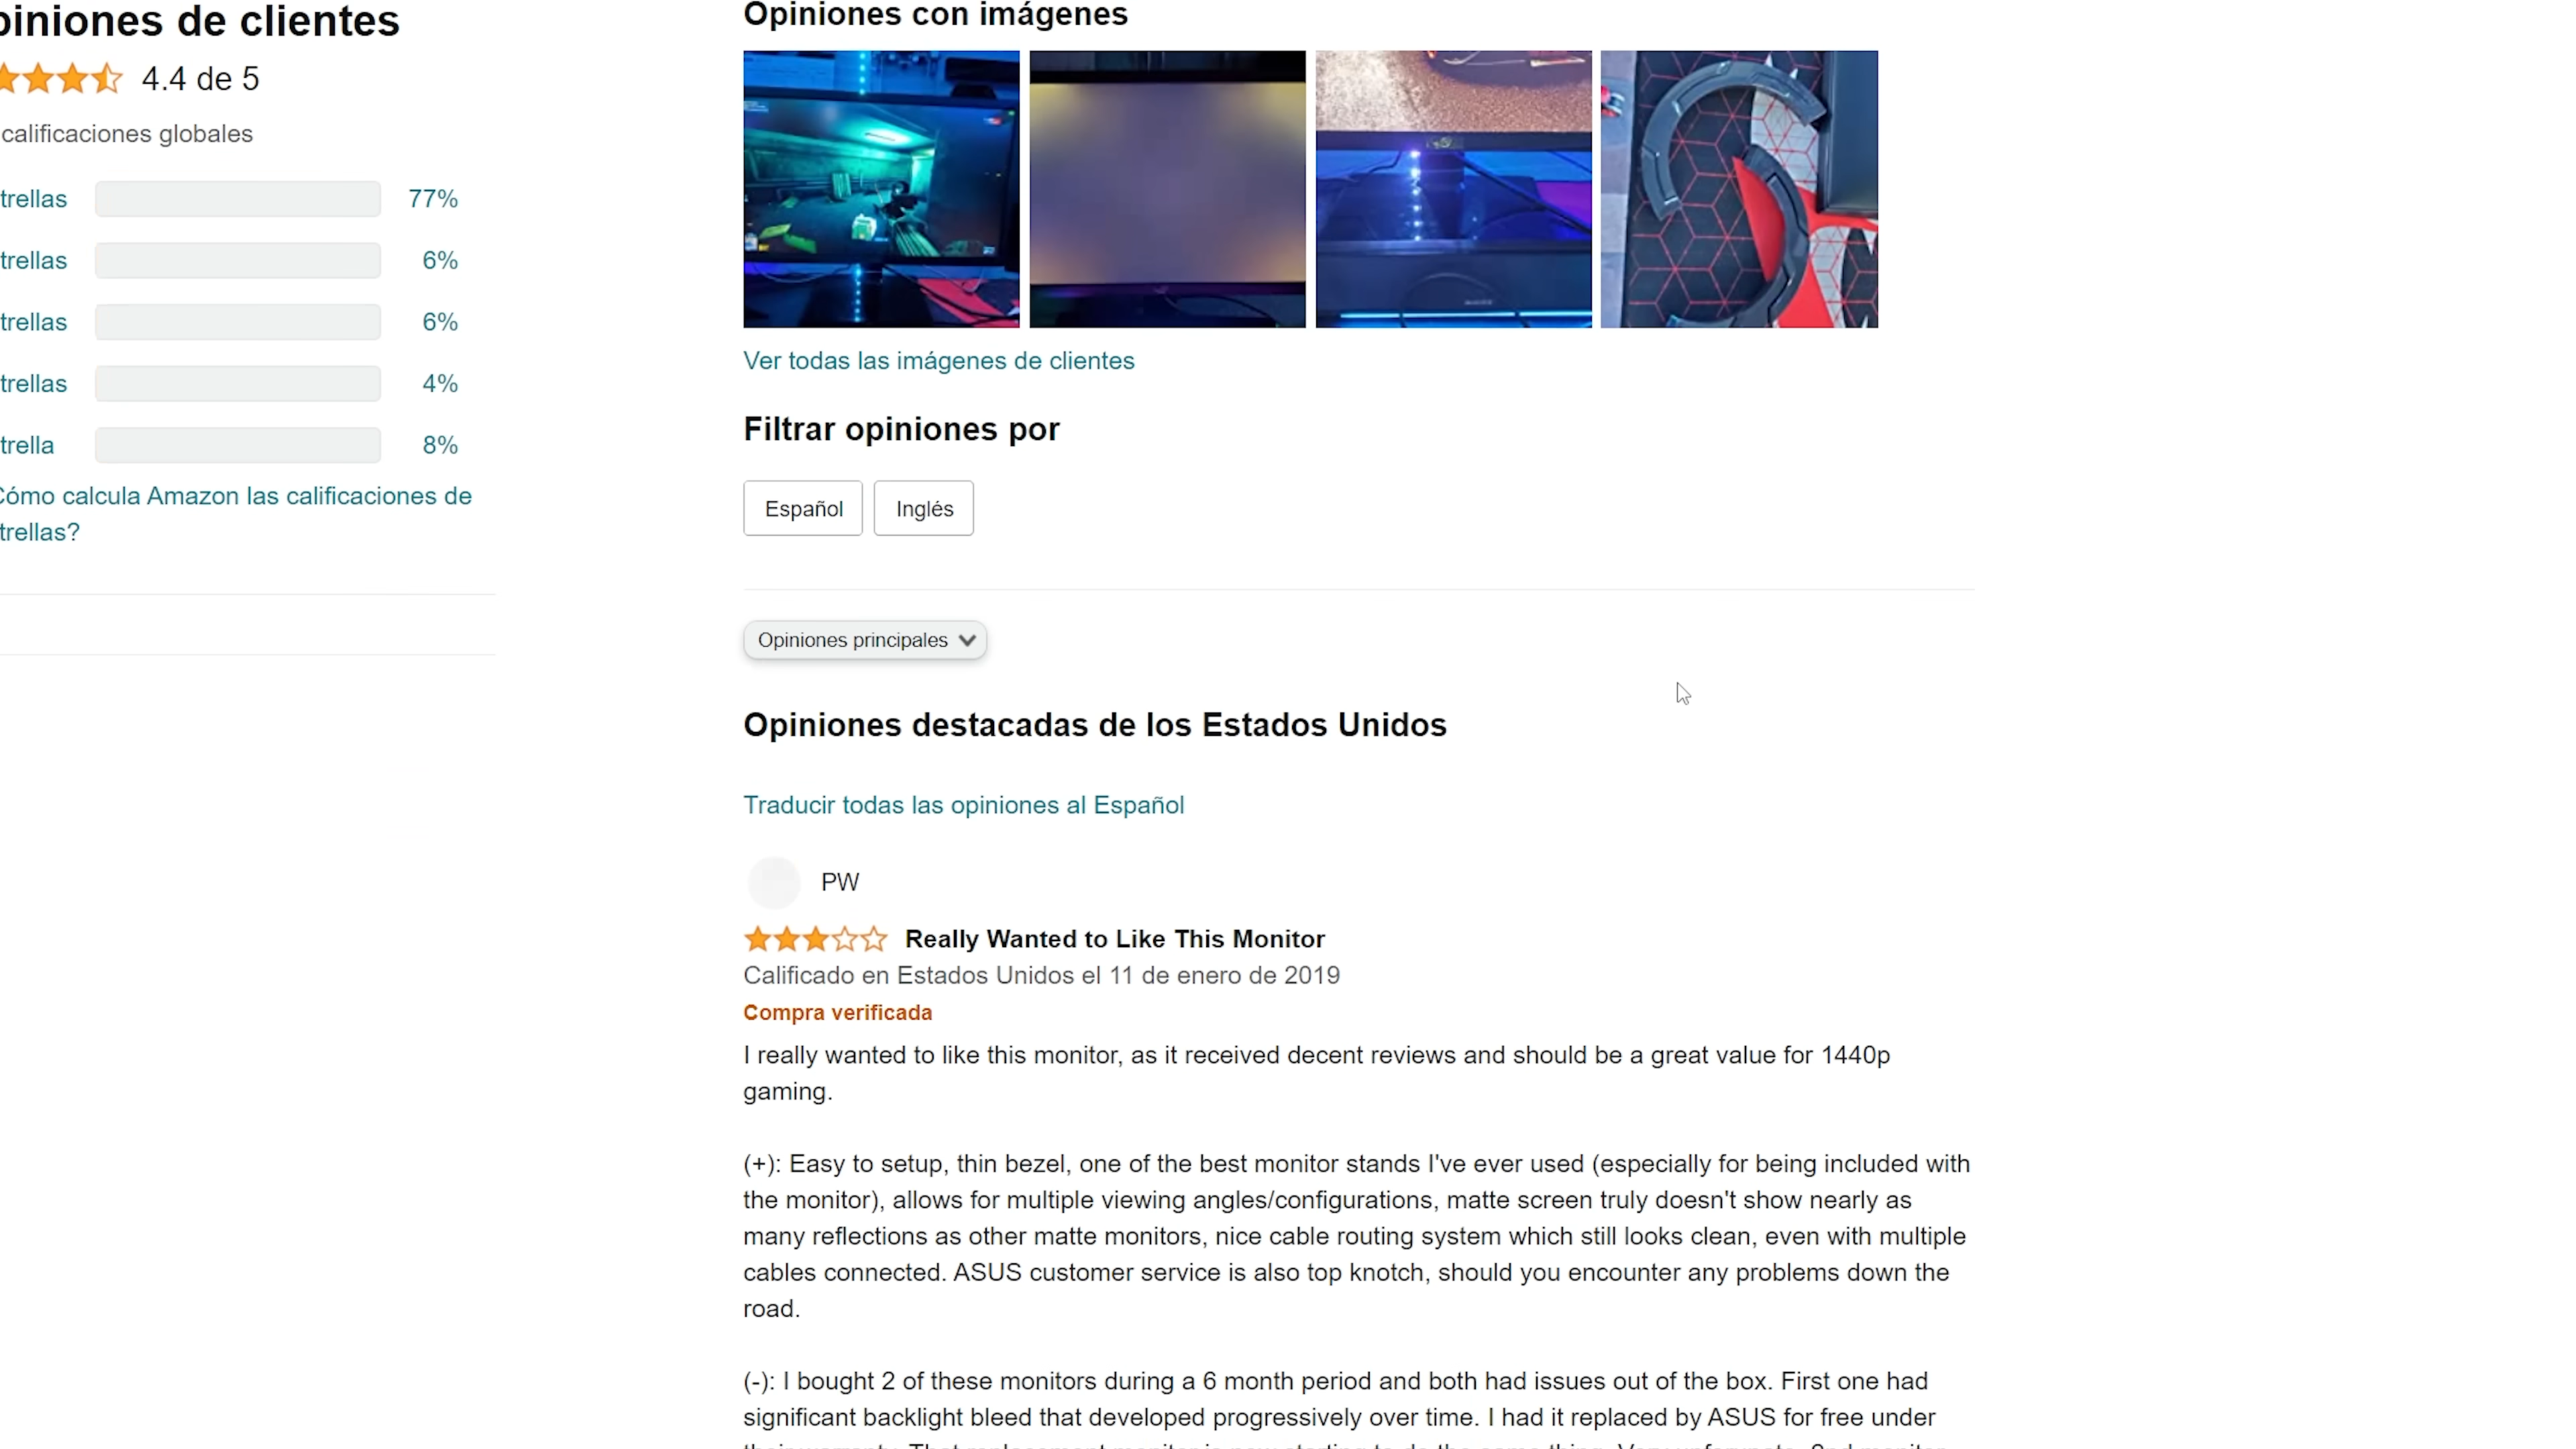 piniones de clientes
4.4 de 5
calificaciones globales
trellas 77%
trellas 6%
trellas 6%
trellas 4%
trella 8%
Cómo calcula Amazon las calificaciones de
trellas?
Opiniones con imágenes
Ver todas las imágenes de clientes
Filtrar opiniones por
Español Inglés
Opiniones principales
Opiniones destacadas de los Estados Unidos
Traducir todas las opiniones al Español
PW
Really Wanted to Like This Monitor
Calificado en Estados Unidos el 11 de enero de 2019
Compra verificada
I really wanted to like this monitor, as it received decent reviews and should be a great value for 1440p
gaming.
(+): Easy to setup, thin bezel, one of the best monitor stands I've ever used (especially for being included with
the monitor), allows for multiple viewing angles/configurations, matte screen truly doesn't show nearly as
many reflections as other matte monitors, nice cable routing system which still looks clean, even with multiple
cables connected. ASUS customer service is also top knotch, should you encounter any problems down the
road.
(-): I bought 2 of these monitors during a 6 month period and both had issues out of the box. First one had
significant backlight bleed that developed progressively over time. I had it replaced by ASUS for free under